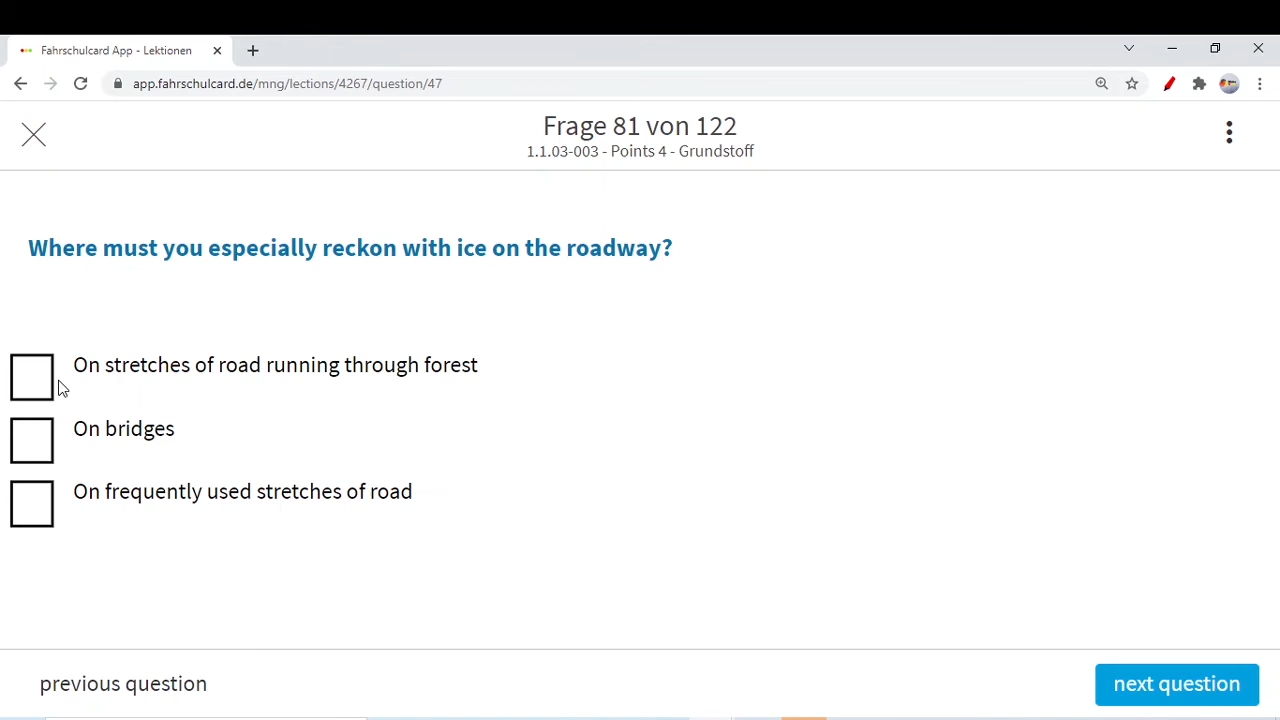 Fahrschulcard App - Lektionen
app.fahrschulcard.de/mng/lections/4267/question/47
Frage 81 von 122
1.1.03-003 - Points 4 - Grundstoff
Where must you especially reckon with ice on the roadway?
On stretches of road running through forest
On bridges
On frequently used stretches of road
previous question
next question